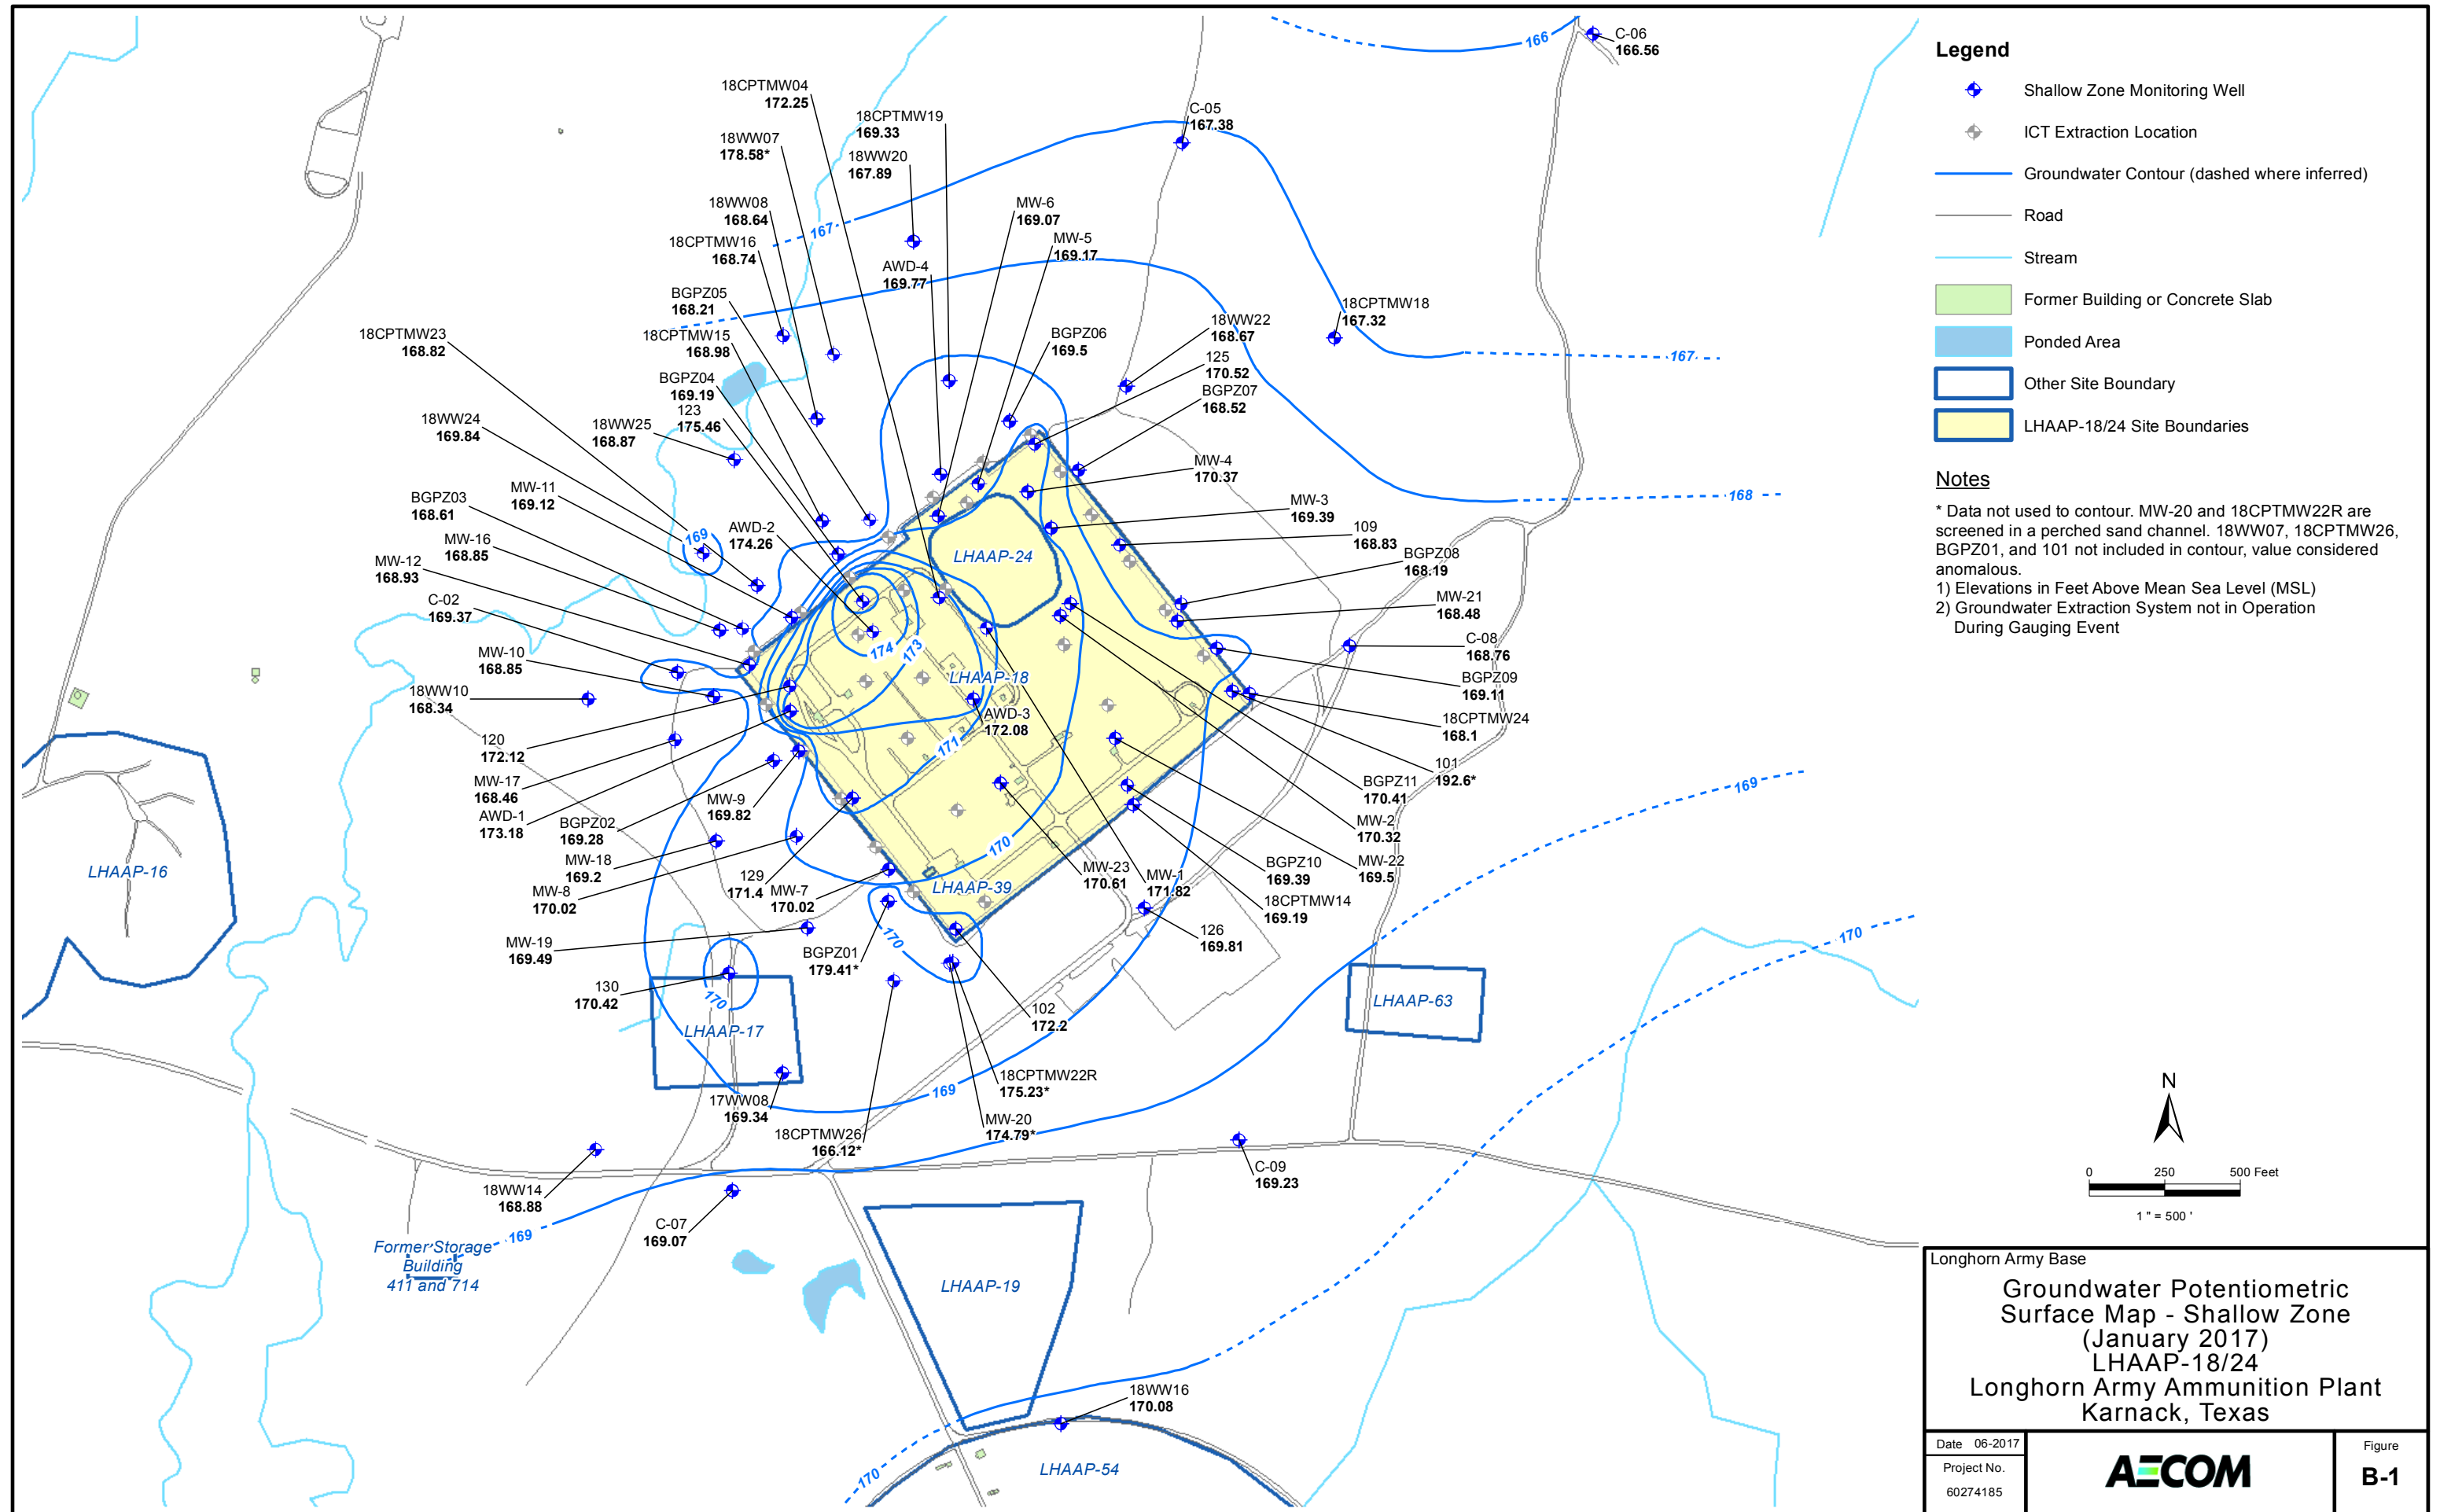 C-06
166.56
166
18CPTMW04
172.25
18CPTMW19
169.33
C-05
167.38
18WW07
178.58*
18WW20
167.89
18WW08
168.64
MW-6
169.07
167
18CPTMW16
168.74
MW-5
169.17
AWD-4
169.77
BGPZ05
168.21
18CPTMW18
167.32
18CPTMW23
168.82
18CPTMW15
168.98
BGPZ06
169.5
18WW22
168.67
125
170.52
167
BGPZ04
169.19
BGPZ07
168.52
123
175.46
18WW24
169.84
18WW25
168.87
MW-4
170.37
MW-11
169.12
BGPZ03
168.61
MW-3
169.39
168
109
168.83
AWD-2
174.26
169
MW-16
168.85
LHAAP-24
BGPZ08
168.19
MW-12
168.93
C-02
169.37
MW-21
168.48
174
173
C-08
168.76
MW-10
168.85
LHAAP-18
BGPZ09
169.11
18WW10
168.34
AWD-3
172.08
18CPTMW24
168.1
120
172.12
171
101
192.6*
MW-17
168.46
BGPZ11
170.41
169
MW-9
169.82
AWD-1
173.18
BGPZ02
169.28
MW-2
170.32
170
MW-18
169.2
BGPZ10
169.39
MW-22
169.5
LHAAP-16
129
171.4
MW-23
170.61
MW-1
171.82
MW-8
170.02
MW-7
170.02
LHAAP-39
18CPTMW14
169.19
126
169.81
170
170
MW-19
169.49
BGPZ01
179.41*
130
170.42
170
LHAAP-63
102
172.2
LHAAP-17
18CPTMW22R
175.23*
169
17WW08
169.34
MW-20
174.79*
18CPTMW26
166.12*
C-09
169.23
18WW14
168.88
C-07
169.07
169
Former Storage
Building
411 and 714
LHAAP-19
18WW16
170.08
170
LHAAP-54
Legend
Shallow Zone Monitoring Well
ICT Extraction Location
Groundwater Contour (dashed where inferred)
Road
Stream
Former Building or Concrete Slab
Ponded Area
Other Site Boundary
LHAAP-18/24 Site Boundaries
Notes
* Data not used to contour. MW-20 and 18CPTMW22R are
screened in a perched sand channel. 18WW07, 18CPTMW26,
BGPZ01, and 101 not included in contour, value considered
anomalous.
1) Elevations in Feet Above Mean Sea Level (MSL)
2) Groundwater Extraction System not in Operation
During Gauging Event
N
0 250 500 Feet
1 " = 500 '
Longhorn Army Base
Groundwater Potentiometric
Surface Map - Shallow Zone
(January 2017)
LHAAP-18/24
Longhorn Army Ammunition Plant
Karnack, Texas
Date 06-2017
Project No.
60274185
AECOM
Figure
B-1